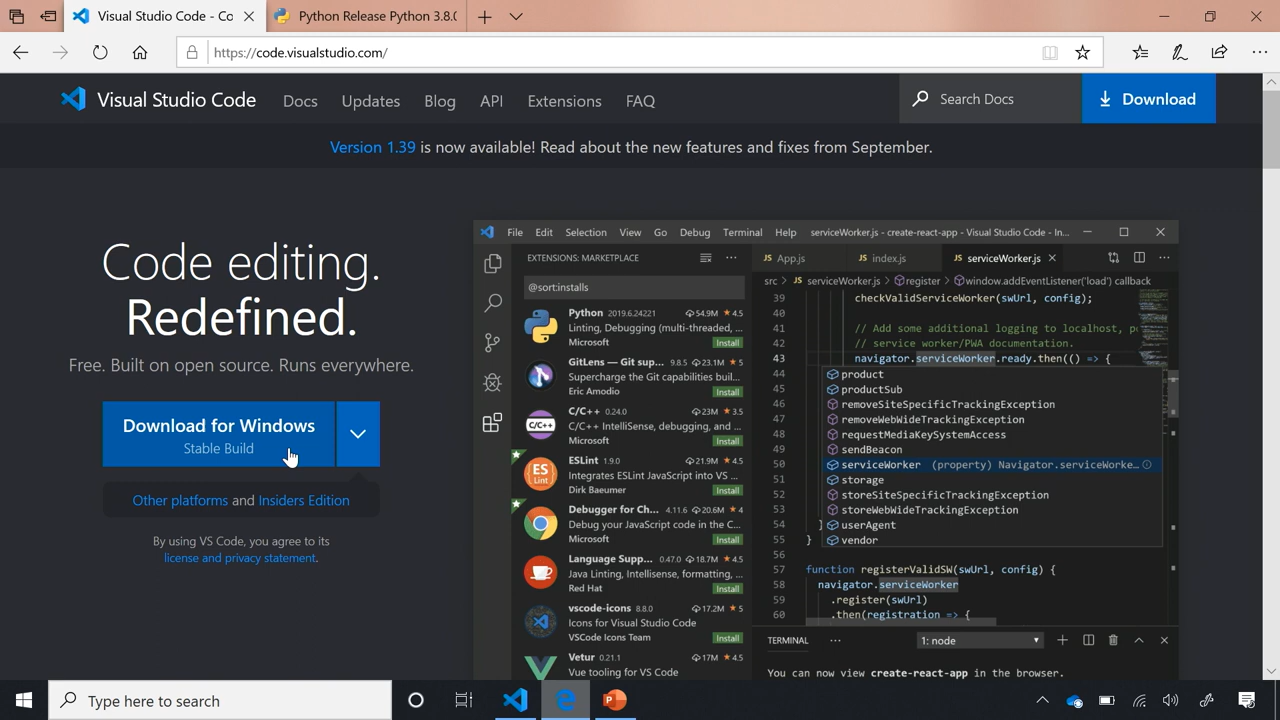 Visual Studio Code - Co
Python Release Python 3.8.0
https://code.visualstudio.com/
Visual Studio Code
Docs
Updates
Blog
API
Extensions
FAQ
Search Docs
Download
Version 1.39 is now available! Read about the new features and fixes from September.
Code editing.
Redefined.
Free. Built on open source. Runs everywhere.
Download for Windows
Stable Build
Other platforms and Insiders Edition
By using VS Code, you agree to its
license and privacy statement.
File Edit Selection View Go Debug Terminal Help serviceWorker.js - create-react-app - Visual Studio Code - In...
EXTENSIONS: MARKETPLACE
@sort:installs
Python 2019.6.24221 54.9M 4.5
Linting, Debugging (multi-threaded, ...
Microsoft Install
GitLens — Git sup... 9.8.5 23.1M 5
Supercharge the Git capabilities buil...
Eric Amodio Install
C/C++ 0.24.0 23M 3.5
C/C++ IntelliSense, debugging, and ...
Microsoft Install
ESLint 1.9.0 21.9M 4.5
Integrates ESLint JavaScript into VS ...
Dirk Baeumer Install
Debugger for Ch... 4.11.6 20.6M 4
Debug your JavaScript code in the C...
Microsoft Install
Language Supp... 0.47.0 18.7M 4.5
Java Linting, Intellisense, formatting, ...
Red Hat Install
vscode-icons 8.8.0 17.2M 5
Icons for Visual Studio Code
VSCode Icons Team Install
Vetur 0.21.1 17M 4.5
Vue tooling for VS Code
JS App.js
JS index.js
JS serviceWorker.js
src > JS serviceWorker.js > register > window.addEventListener('load') callback
39 checkValidServiceWorker(swUrl, config);
40
41 // Add some additional logging to localhost, p
42 // service worker/PWA documentation.
43 navigator.serviceWorker.ready.then(() => {
44 product
45 productSub
46 removeSiteSpecificTrackingException
47 removeWebWideTrackingException
48 requestMediaKeySystemAccess
49 sendBeacon
50 serviceWorker (property) Navigator.serviceWorke...
51 storage
52 storeSiteSpecificTrackingException
53 storeWebWideTrackingException
54 } userAgent
55 } vendor
56
57 function registerValidSW(swUrl, config) {
58 navigator.serviceWorker
59 .register(swUrl)
60 .then(registration => {
TERMINAL ... 1: node
You can now view create-react-app in the browser.
Type here to search